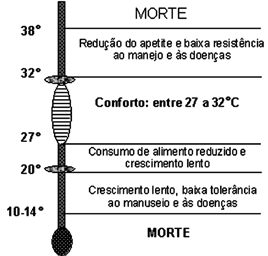 MORTE
38°
Redução do apetite e baixa resistência
ao manejo e às doenças
32°
Conforto: entre 27 a 32°C
27°
Consumo de alimento reduzido e
crescimento lento
20°
Crescimento lento, baixa tolerância
ao manuseio e às doenças
10-14°
MORTE